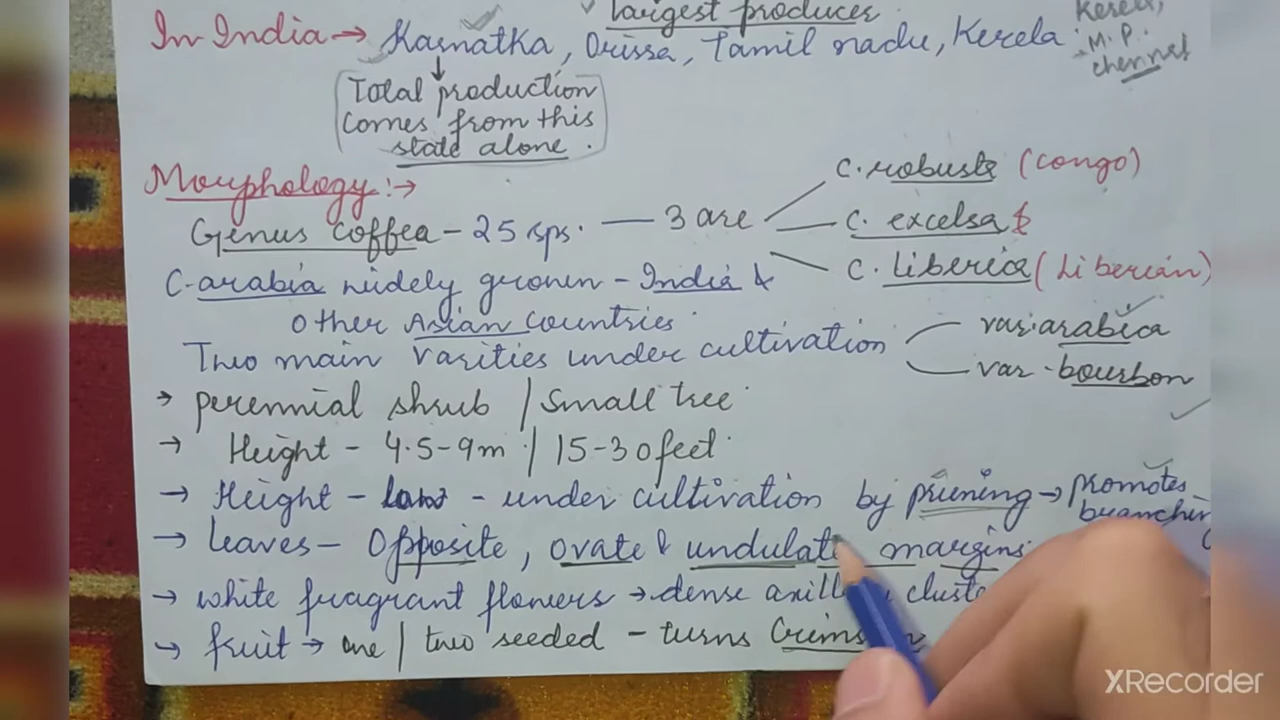 largest produces
In India → Karnatka, Orissa, Tamil nadu, Kerela
M.P.
chennai
Total production
Comes from this
state alone.
Morphology :→
Genus coffea - 25 sps. — 3 are
C. robusta (congo)
C. excelsa
C. Liberica (Liberian)
C. arabia widely grown - India &
other Asian countries.
Two main varities under cultivation
var. arabica
var - bourbon
→ perennial shrub / Small tree
→ Height - 4.5-9m / 15-30 feet
→ Height - low - under cultivation by pruning → promotes
→ Leaves - Opposite, ovate & undulate margins
→ white fragrant flowers → dense
→ fruit → one / two seeded - turns
XRecorder